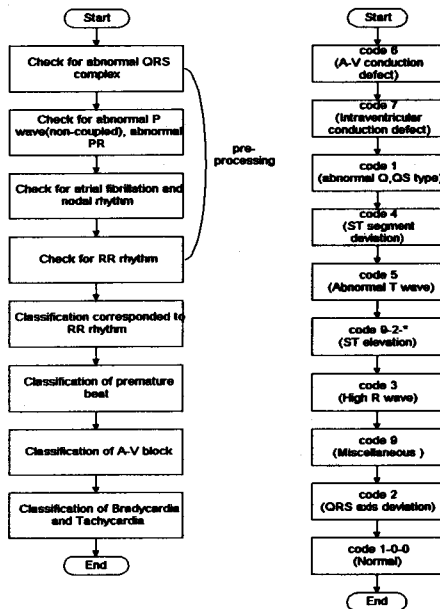 Start
Check for abnormal QRS
complex
Check for abnormal P
wave(non-coupled), abnormal
PR
Check for atrial fibrillation and
nodal rhythm
Check for RR rhythm
Classification corresponded to
RR rhythm
Classification of premature
beat
Classification of A-V block
Classification of Bradycardia
and Tachycardia
End
pre-
processing
Start
code 6
(A-V conduction
defect)
code 7
(Intraventricular
conduction defect)
code 1
(abnormal Q,QS type)
code 4
(ST segment
deviation)
code 5
(Abnormal T wave)
code 9-2-*
(ST elevation)
code 3
(High R wave)
code 9
(Miscellaneous )
code 2
(QRS axis deviation)
code 1-0-0
(Normal)
End